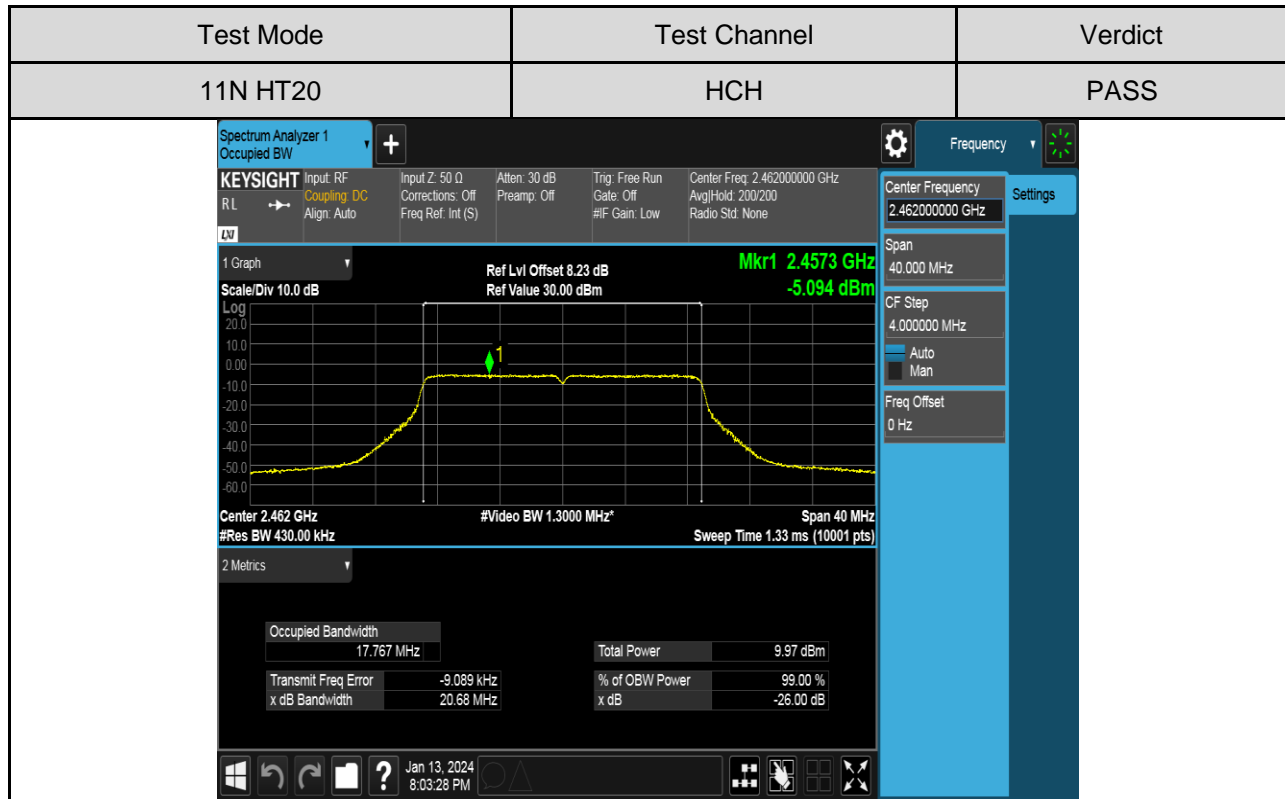 Test Mode Test Channel Verdict
11N HT20 HCH PASS
Spectrum Analyzer 1
Occupied BW
+
Frequency
KEYSIGHT Input: RF Input Z: 50 Ω Atten: 30 dB Trig: Free Run Center Freq: 2.462000000 GHz
RL Coupling: DC Corrections: Off Preamp: Off Gate: Off Avg|Hold: 200/200
Align: Auto Freq Ref: Int (S) #IF Gain: Low Radio Std: None
LXI
1 Graph
Ref Lvl Offset 8.23 dB
Mkr1 2.4573 GHz
Scale/Div 10.0 dB Ref Value 30.00 dBm -5.094 dBm
Log
20.0
10.0
0.00
-10.0
-20.0
-30.0
-40.0
-50.0
-60.0
1
Center 2.462 GHz #Video BW 1.3000 MHz* Span 40 MHz
#Res BW 430.00 kHz Sweep Time 1.33 ms (10001 pts)
2 Metrics
Occupied Bandwidth
17.767 MHz Total Power 9.97 dBm
Transmit Freq Error -9.089 kHz % of OBW Power 99.00 %
x dB Bandwidth 20.68 MHz x dB -26.00 dB
Center Frequency
2.462000000 GHz
Settings
Span
40.000 MHz
CF Step
4.000000 MHz
Auto
Man
Freq Offset
0 Hz
? Jan 13, 2024
8:03:28 PM